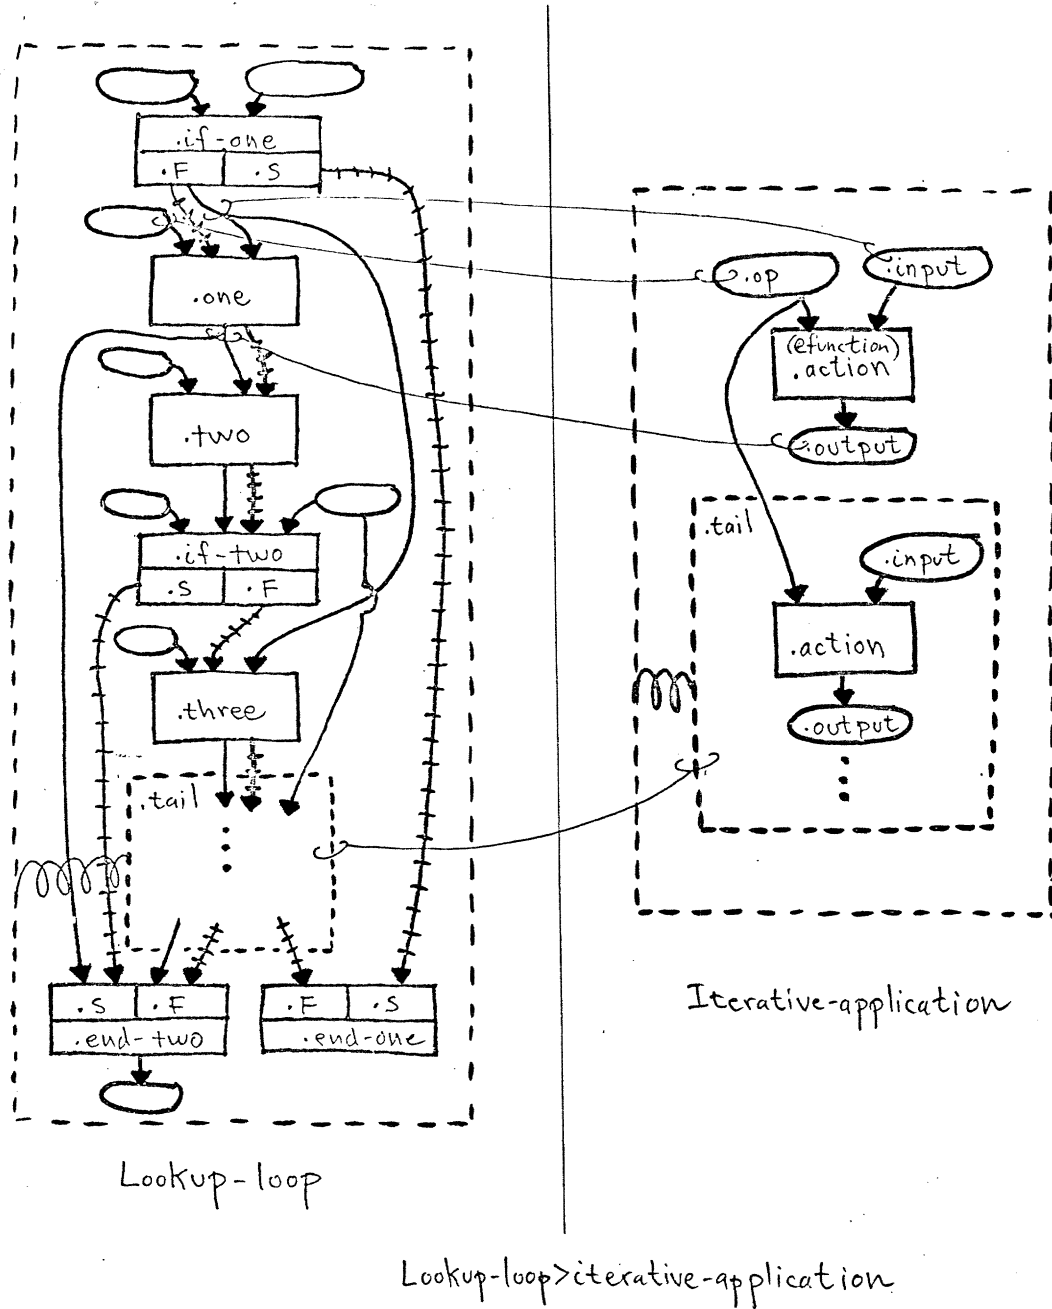 .if-one
.F .S
.one
.two
.if-two
.S .F
.three
.tail
.S .F
.end-two
.F .S
.end-one
Lookup-loop
.op
.input
(@function)
.action
.output
.tail
.input
.action
.output
Iterative-application
Lookup-loop>iterative-application